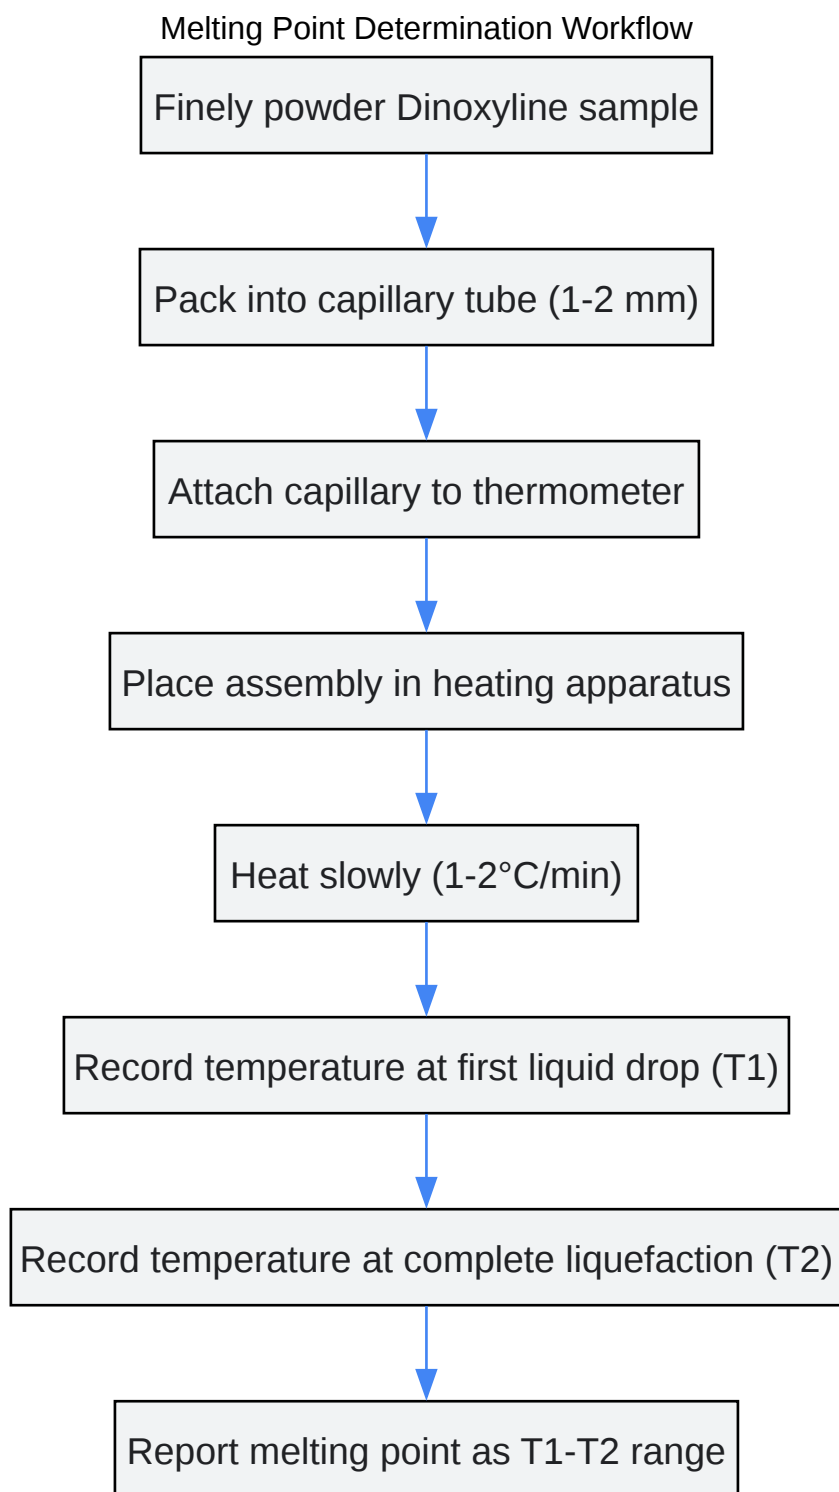 Melting Point Determination Workflow
Finely powder Dinoxyline sample
Pack into capillary tube (1-2 mm)
Attach capillary to thermometer
Place assembly in heating apparatus
Heat slowly (1-2°C/min)
Record temperature at first liquid drop (T1)
Record temperature at complete liquefaction (T2)
Report melting point as T1-T2 range